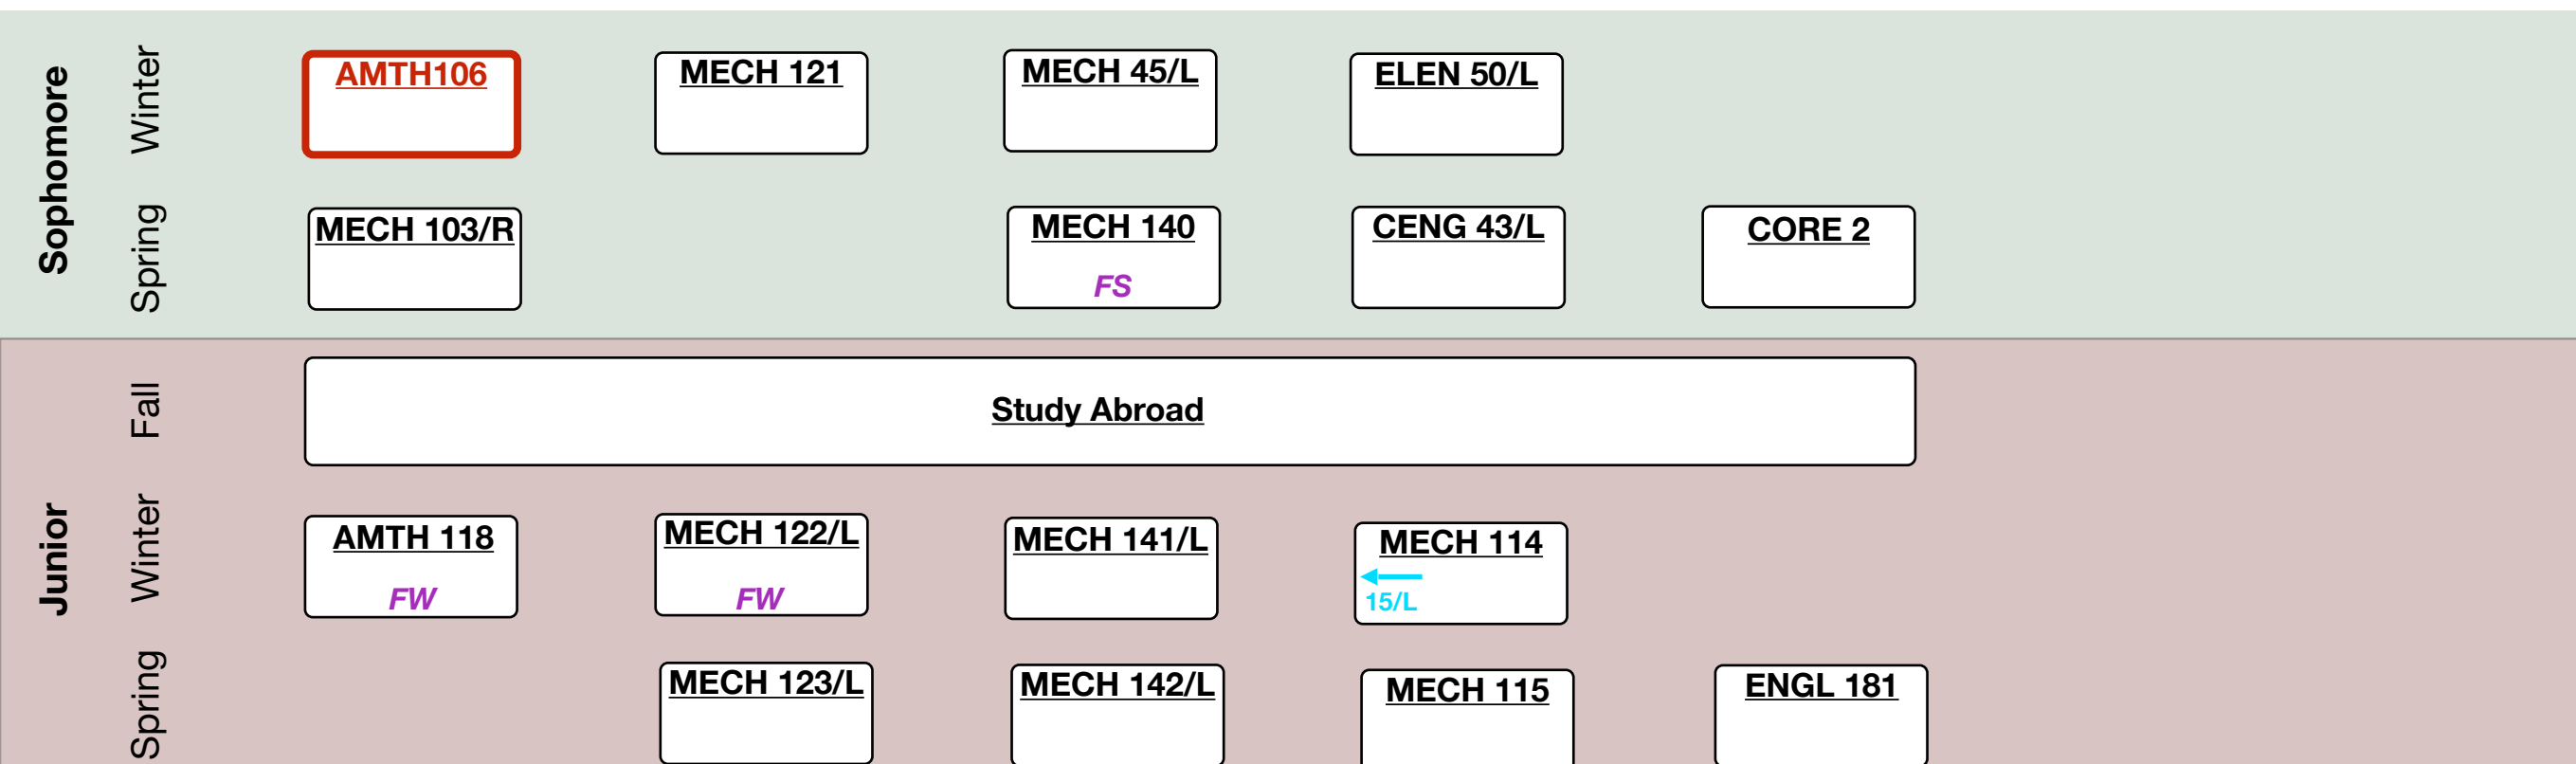 Sophomore
Winter
AMTH106
MECH 121
MECH 45/L
ELEN 50/L
Spring
MECH 103/R
MECH 140
FS
CENG 43/L
CORE 2
Junior
Fall
Study Abroad
Winter
AMTH 118
FW
MECH 122/L
FW
MECH 141/L
MECH 114
15/L
Spring
MECH 123/L
MECH 142/L
MECH 115
ENGL 181